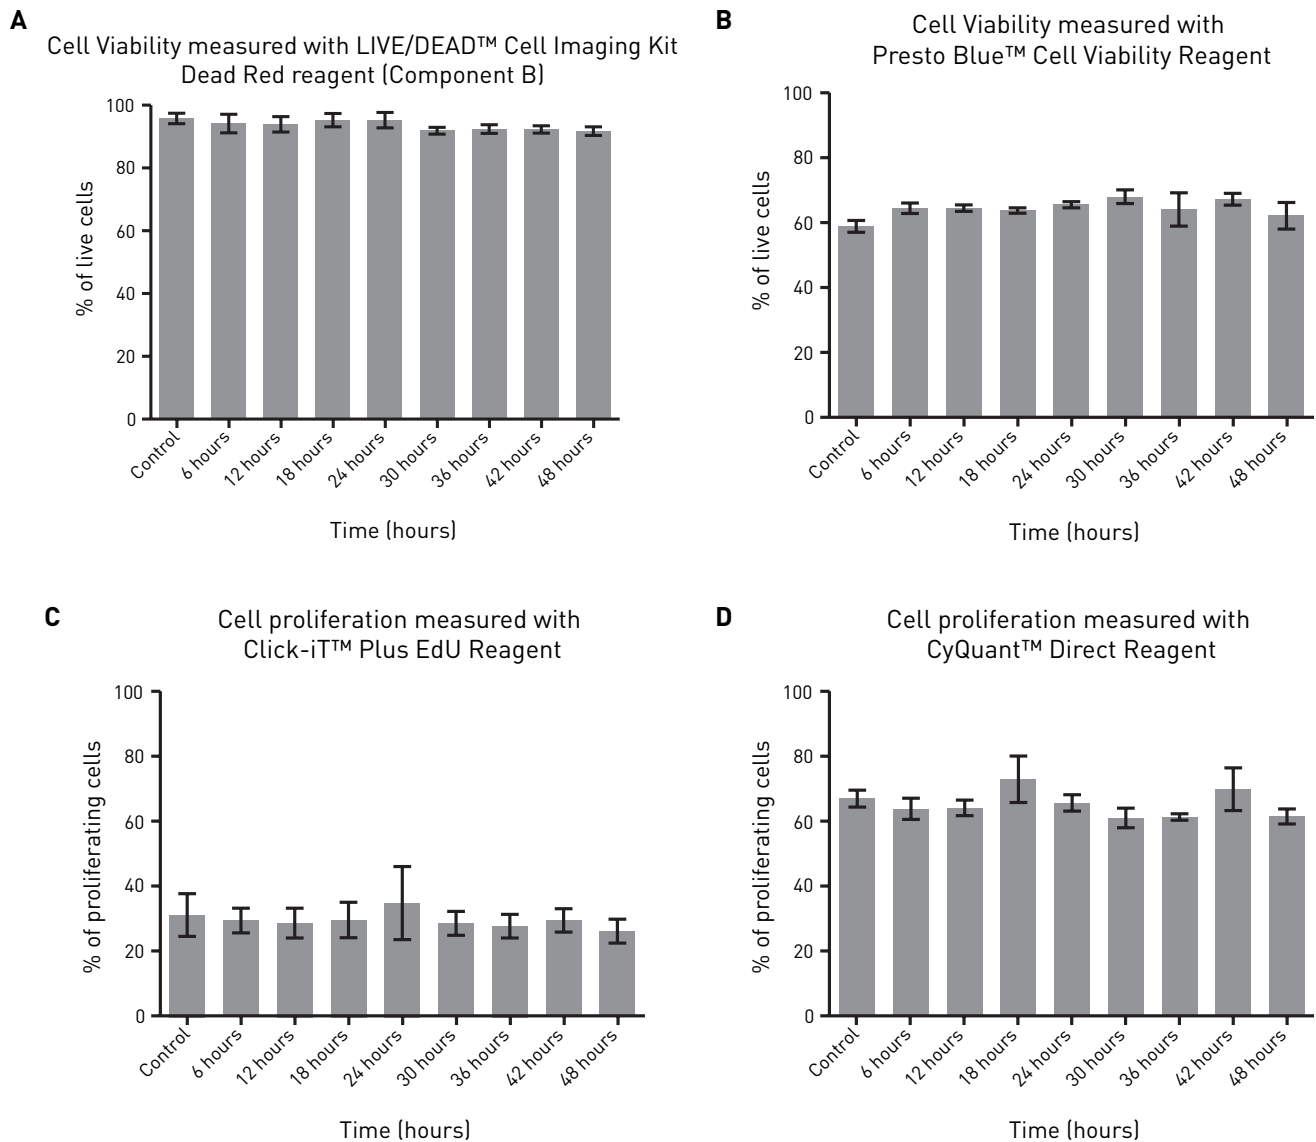 A
Cell Viability measured with LIVE/DEAD™ Cell Imaging Kit
Dead Red reagent (Component B)
% of live cells
100
80
60
40
20
0
Control
6 hours
12 hours
18 hours
24 hours
30 hours
36 hours
42 hours
48 hours
Time (hours)
B
Cell Viability measured with
Presto Blue™ Cell Viability Reagent
% of live cells
100
80
60
40
20
0
Control
6 hours
12 hours
18 hours
24 hours
30 hours
36 hours
42 hours
48 hours
Time (hours)
C
Cell proliferation measured with
Click-iT™ Plus EdU Reagent
% of proliferating cells
100
80
60
40
20
0
Control
6 hours
12 hours
18 hours
24 hours
30 hours
36 hours
42 hours
48 hours
Time (hours)
D
Cell proliferation measured with
CyQuant™ Direct Reagent
% of proliferating cells
100
80
60
40
20
0
Control
6 hours
12 hours
18 hours
24 hours
30 hours
36 hours
42 hours
48 hours
Time (hours)